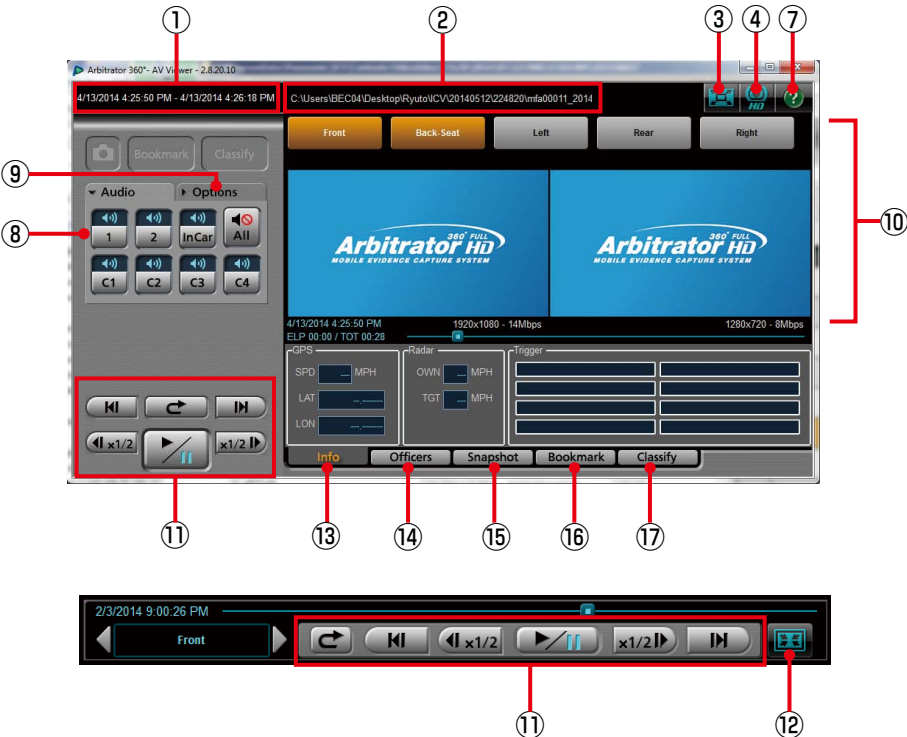 ① ② ③ ④ ⑦
Arbitrator 360°- AV Viewer - 2.8.20.10
4/13/2014 4:25:50 PM - 4/13/2014 4:26:18 PM
C:\Users\BEC04\Desktop\Ryuto\ICV\20140512\224820\mfa00011_2014
HD
?
Front Back-Seat Left Rear Right
Bookmark Classify
⑨
Audio Options
⑧
1 2 InCar All
C1 C2 C3 C4
⑩
360° FULL
Arbitrator HD
MOBILE EVIDENCE CAPTURE SYSTEM
360° FULL
Arbitrator HD
MOBILE EVIDENCE CAPTURE SYSTEM
4/13/2014 4:25:50 PM 1920x1080 - 14Mbps 1280x720 - 8Mbps
ELP 00:00 / TOT 00:28
GPS Radar Trigger
SPD --- MPH OWN --- MPH
LAT --.------- TGT --- MPH
LON ---.-------
x1/2 x1/2
Info Officers Snapshot Bookmark Classify
⑪ ⑬ ⑭ ⑮ ⑯ ⑰
2/3/2014 9:00:26 PM
Front x1/2 x1/2
⑪ ⑫